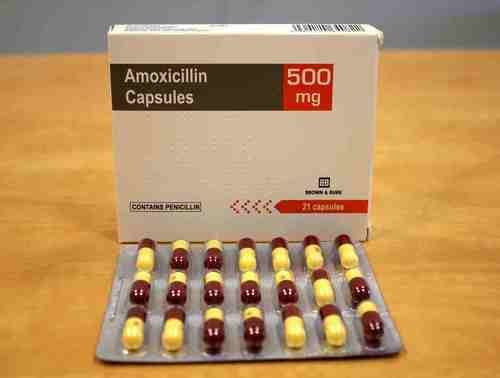 Amoxicillin
Capsules
500
mg
BROWN & BURK
CONTAINS PENICILLIN
21 capsules